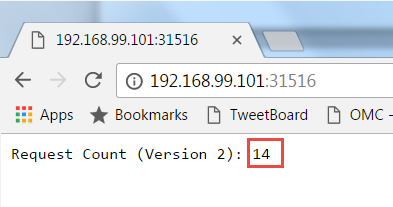 192.168.99.101:31516
192.168.99.101:31516
Apps Bookmarks TweetBoard OMC -
Request Count (Version 2): 14